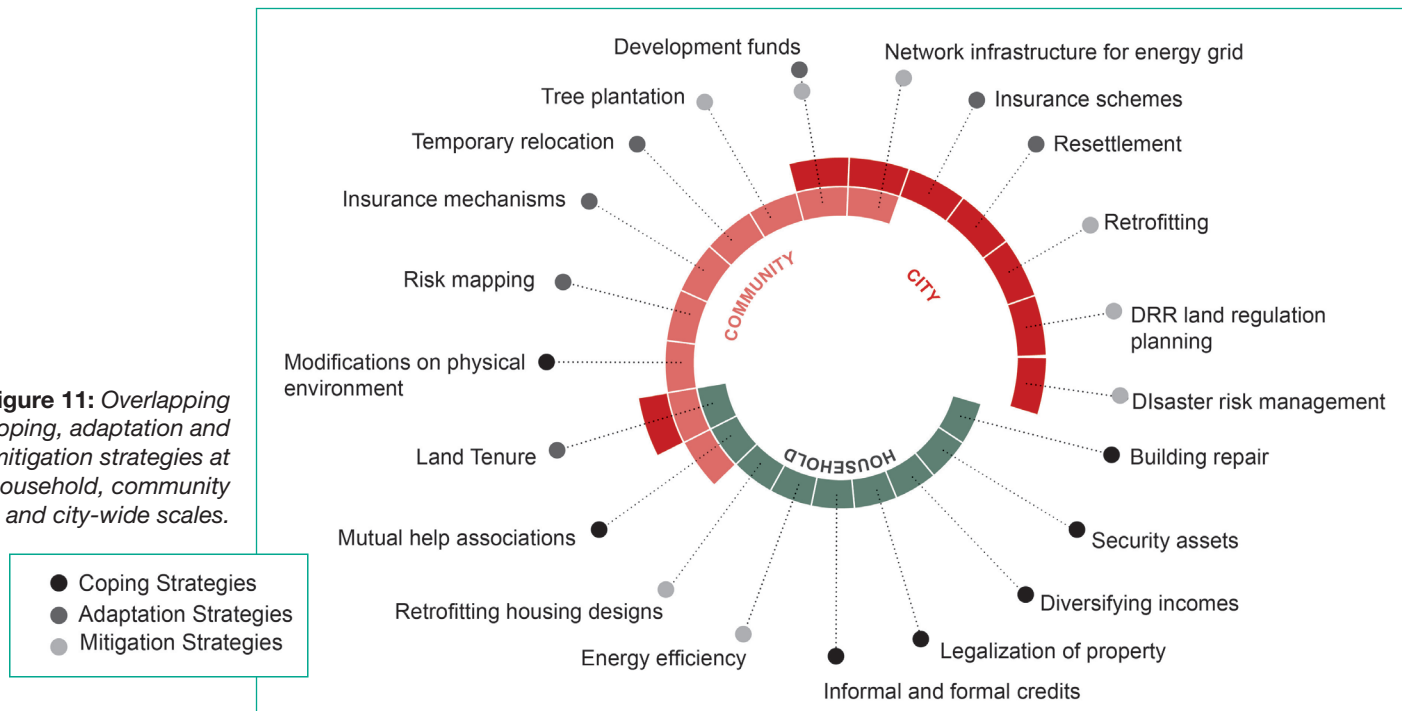 Development funds
Network infrastructure for energy grid
Tree plantation
Insurance schemes
Temporary relocation
Resettlement
Insurance mechanisms
Retrofitting
COMMUNITY
CITY
Risk mapping
DRR land regulation
planning
Modifications on physical
environment
DIsaster risk management
igure 11: Overlapping
oping, adaptation and
mitigation strategies at
ousehold, community
and city-wide scales.
Land Tenure
HOUSEHOLD
Building repair
Mutual help associations
Security assets
Retrofitting housing designs
Diversifying incomes
Energy efficiency
Legalization of property
Informal and formal credits
Coping Strategies
Adaptation Strategies
Mitigation Strategies